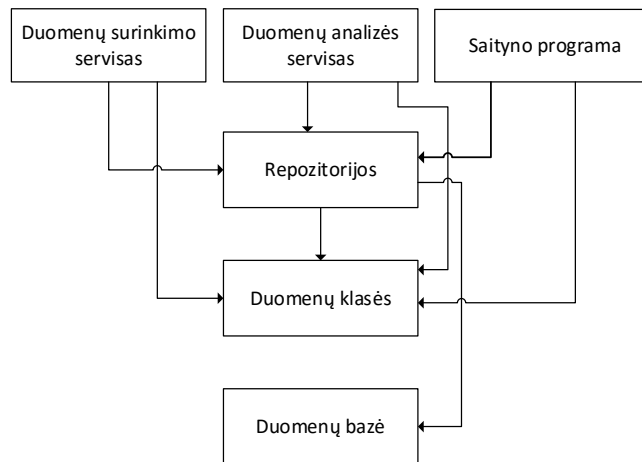 Duomenų surinkimo
servisas
Duomenų analizės
servisas
Saityno programa
Repozitorijos
Duomenų klasės
Duomenų bazė